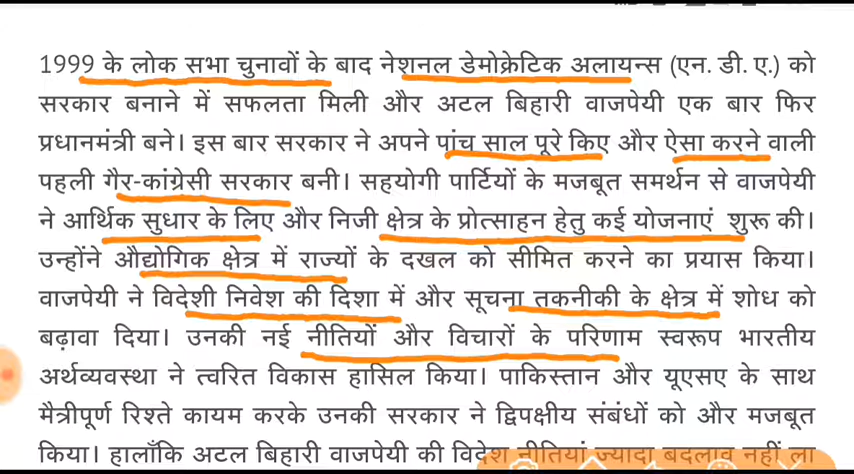 1999 के लोक सभा चुनावों के बाद नेशनल डेमोक्रेटिक अलायन्स (एन. डी. ए.) को
सरकार बनाने में सफलता मिली और अटल बिहारी वाजपेयी एक बार फिर
प्रधानमंत्री बने। इस बार सरकार ने अपने पांच साल पूरे किए और ऐसा करने वाली
पहली गैर-कांग्रेसी सरकार बनी। सहयोगी पार्टियों के मजबूत समर्थन से वाजपेयी
ने आर्थिक सुधार के लिए और निजी क्षेत्र के प्रोत्साहन हेतु कई योजनाएं शुरू की।
उन्होंने औद्योगिक क्षेत्र में राज्यों के दखल को सीमित करने का प्रयास किया।
वाजपेयी ने विदेशी निवेश की दिशा में और सूचना तकनीकी के क्षेत्र में शोध को
बढ़ावा दिया। उनकी नई नीतियों और विचारों के परिणाम स्वरूप भारतीय
अर्थव्यवस्था ने त्वरित विकास हासिल किया। पाकिस्तान और यूएसए के साथ
मैत्रीपूर्ण रिश्ते कायम करके उनकी सरकार ने द्विपक्षीय संबंधों को और मजबूत
किया। हालाँकि अटल बिहारी वाजपेयी की विदेश नीतियां ज्यादा बदलाव नहीं ला